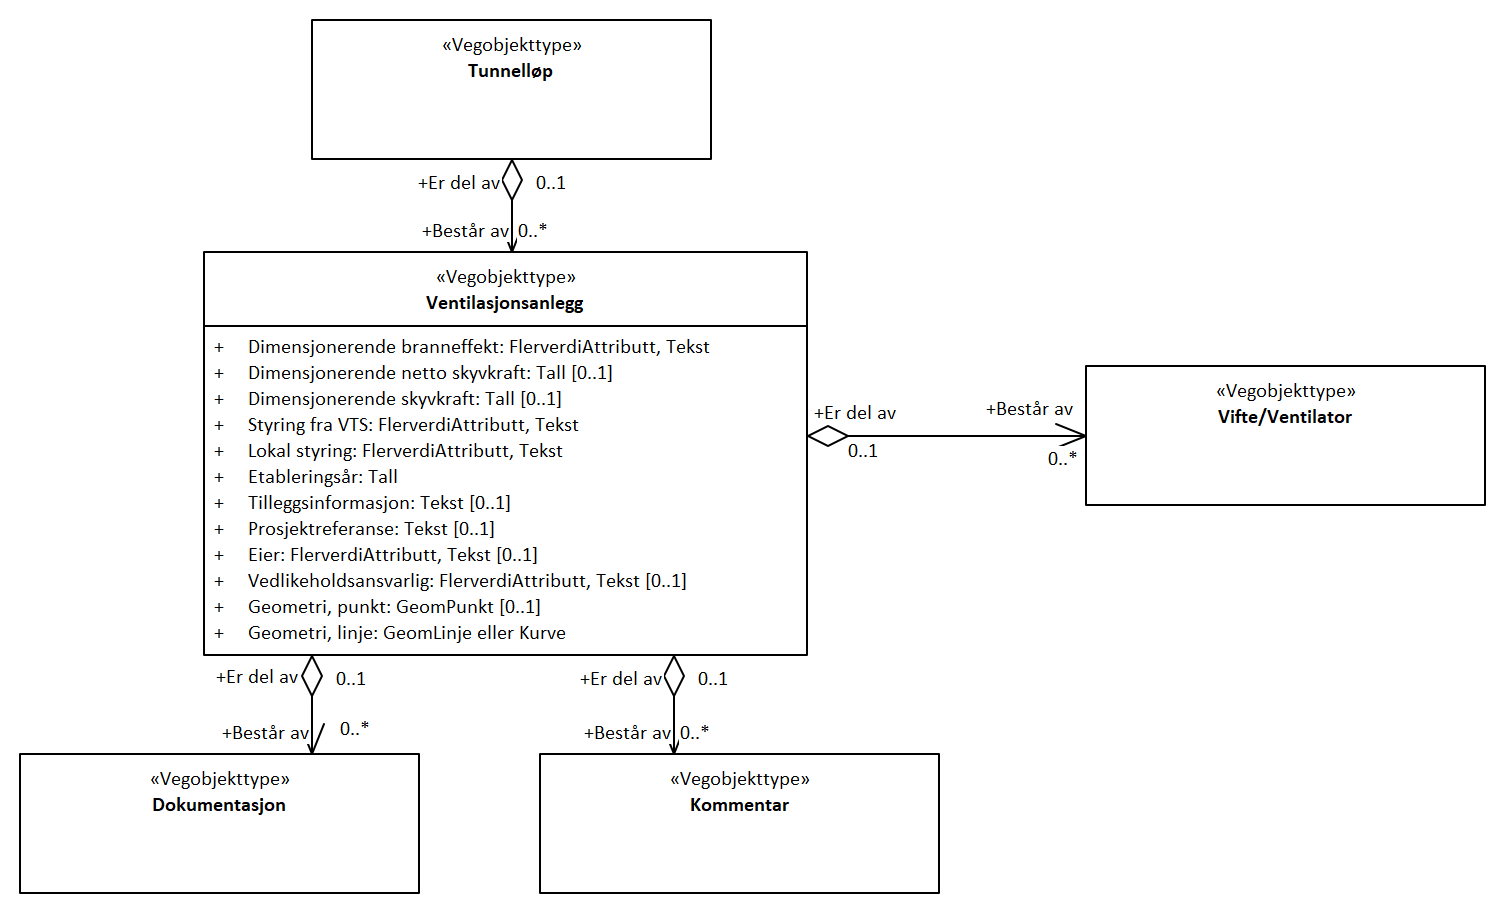 «Vegobjekttype»
Tunnelløp
+Er del av 0..1
+Består av 0..*
«Vegobjekttype»
Ventilasjonsanlegg
+ Dimensjonerende branneffekt: FlerverdiAttributt, Tekst
+ Dimensjonerende netto skyvkraft: Tall [0..1]
+ Dimensjonerende skyvkraft: Tall [0..1]
+ Styring fra VTS: FlerverdiAttributt, Tekst
+ Lokal styring: FlerverdiAttributt, Tekst
+ Etableringsår: Tall
+ Tilleggsinformasjon: Tekst [0..1]
+ Prosjektreferanse: Tekst [0..1]
+ Eier: FlerverdiAttributt, Tekst [0..1]
+ Vedlikeholdsansvarlig: FlerverdiAttributt, Tekst [0..1]
+ Geometri, punkt: GeomPunkt [0..1]
+ Geometri, linje: GeomLinje eller Kurve
+Er del av
0..1
+Består av
0..*
«Vegobjekttype»
Vifte/Ventilator
+Er del av 0..1
+Består av 0..*
«Vegobjekttype»
Dokumentasjon
+Er del av 0..1
+Består av 0..*
«Vegobjekttype»
Kommentar